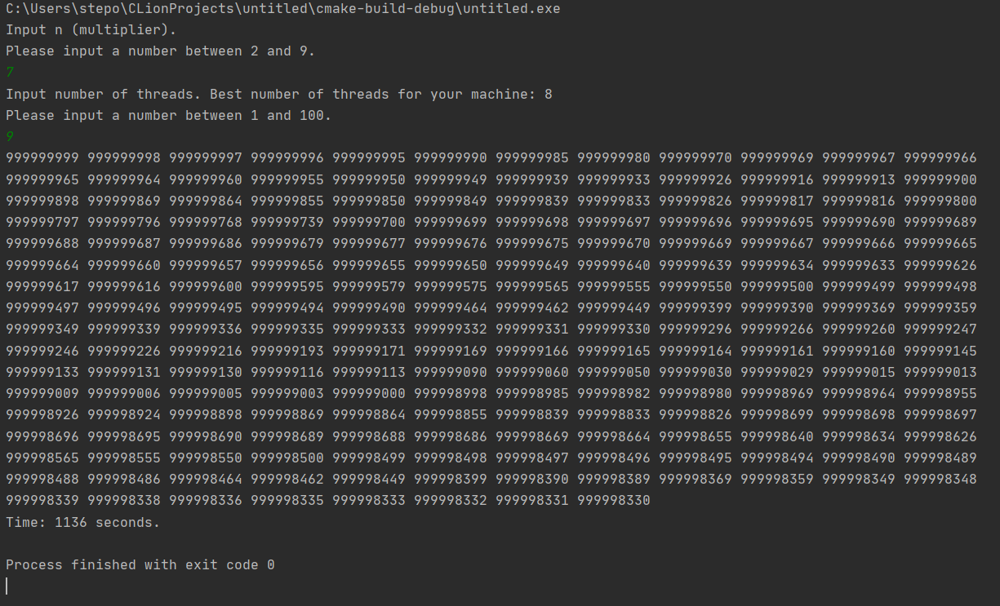 C:\Users\stepo\CLionProjects\untitled\cmake-build-debug\untitled.exe
Input n (multiplier).
Please input a number between 2 and 9.
7
Input number of threads. Best number of threads for your machine: 8
Please input a number between 1 and 100.
9
999999999 999999998 999999997 999999996 999999995 999999990 999999985 999999980 999999970 999999969 999999967 999999966
999999965 999999964 999999960 999999955 999999950 999999949 999999939 999999933 999999926 999999916 999999913 999999900
999999898 999999869 999999864 999999855 999999850 999999849 999999839 999999833 999999826 999999817 999999816 999999800
999999797 999999796 999999768 999999739 999999700 999999699 999999698 999999697 999999696 999999695 999999690 999999689
999999688 999999687 999999686 999999679 999999677 999999676 999999675 999999670 999999669 999999667 999999666 999999665
999999664 999999660 999999657 999999656 999999655 999999650 999999649 999999640 999999639 999999634 999999633 999999626
999999617 999999616 999999600 999999595 999999579 999999575 999999565 999999555 999999550 999999500 999999499 999999498
999999497 999999496 999999495 999999494 999999490 999999464 999999462 999999449 999999399 999999390 999999369 999999359
999999349 999999339 999999336 999999335 999999333 999999332 999999331 999999330 999999296 999999266 999999260 999999247
999999246 999999226 999999216 999999193 999999171 999999169 999999166 999999165 999999164 999999161 999999160 999999145
999999133 999999131 999999130 999999116 999999113 999999090 999999060 999999050 999999030 999999029 999999015 999999013
999999009 999999006 999999005 999999003 999999000 999998998 999998985 999998982 999998980 999998969 999998964 999998955
999998926 999998924 999998898 999998869 999998864 999998855 999998839 999998833 999998826 999998699 999998698 999998697
999998696 999998695 999998690 999998689 999998688 999998686 999998669 999998664 999998655 999998640 999998634 999998626
999998565 999998555 999998550 999998500 999998499 999998498 999998497 999998496 999998495 999998494 999998490 999998489
999998488 999998486 999998464 999998462 999998449 999998399 999998390 999998389 999998369 999998359 999998349 999998348
999998339 999998338 999998336 999998335 999998333 999998332 999998331 999998330
Time: 1136 seconds.
Process finished with exit code 0